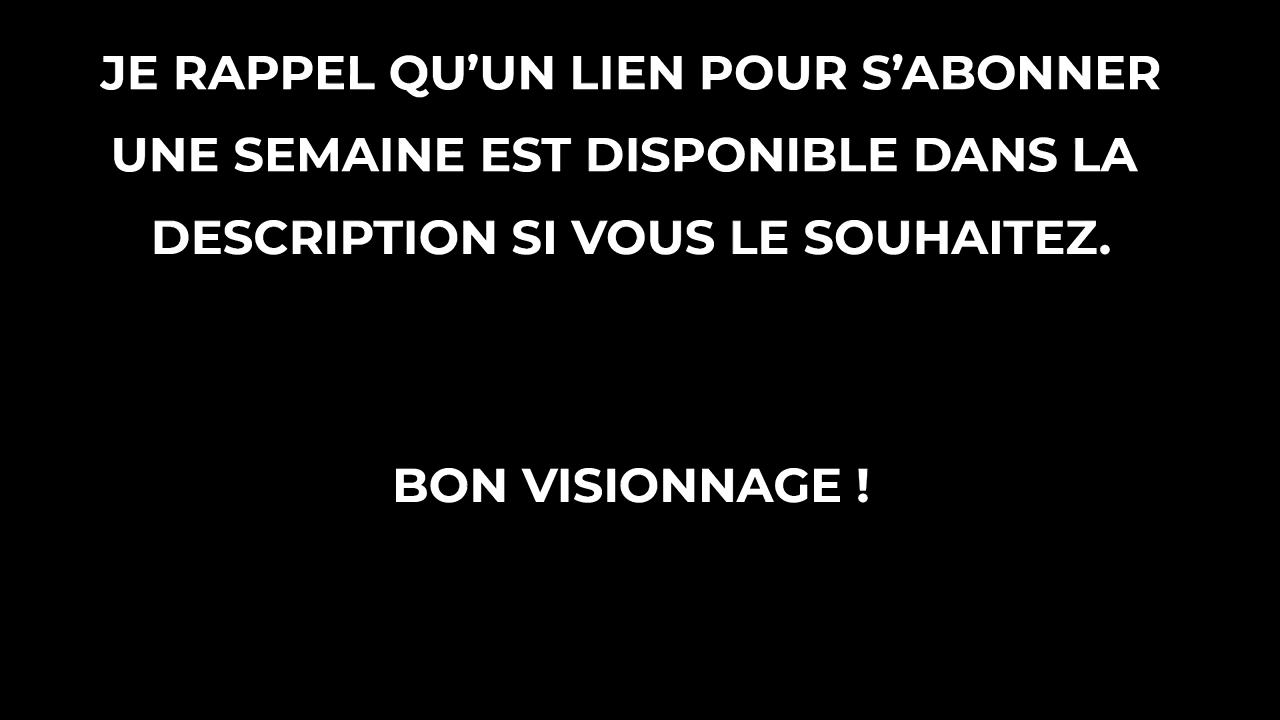 JE RAPPEL QU’UN LIEN POUR S’ABONNER
UNE SEMAINE EST DISPONIBLE DANS LA
DESCRIPTION SI VOUS LE SOUHAITEZ.
BON VISIONNAGE !